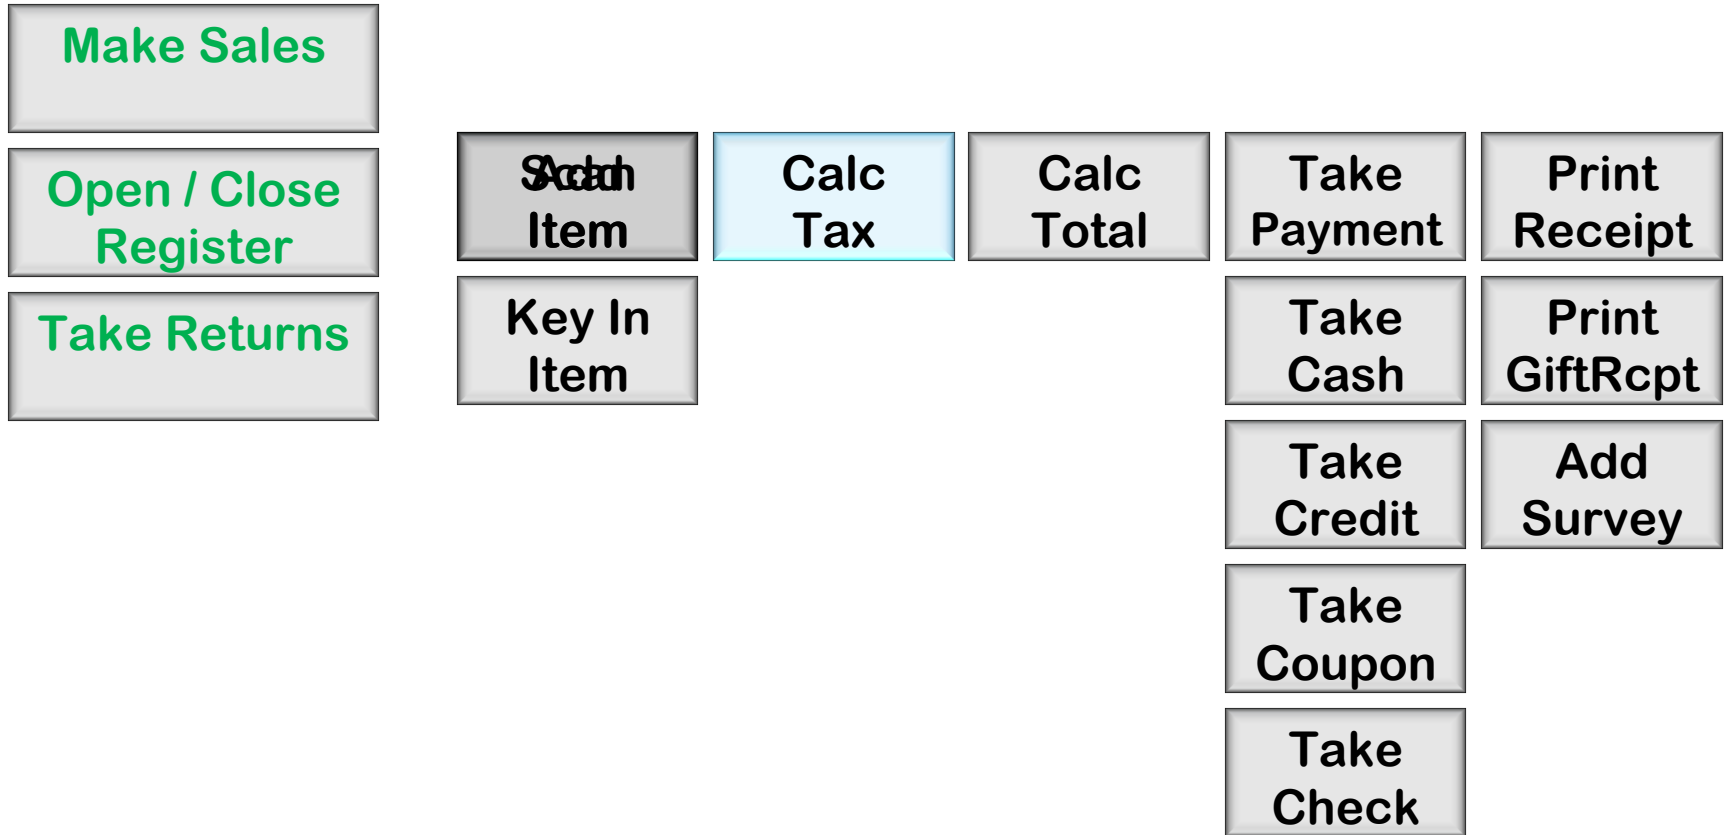 Make Sales
Open / Close
Register
Take Returns
Item
Key In
Item
Calc
Tax
Calc
Total
Take
Payment
Take
Cash
Take
Credit
Take
Coupon
Take
Check
Print
Receipt
Print
GiftRcpt
Add
Survey